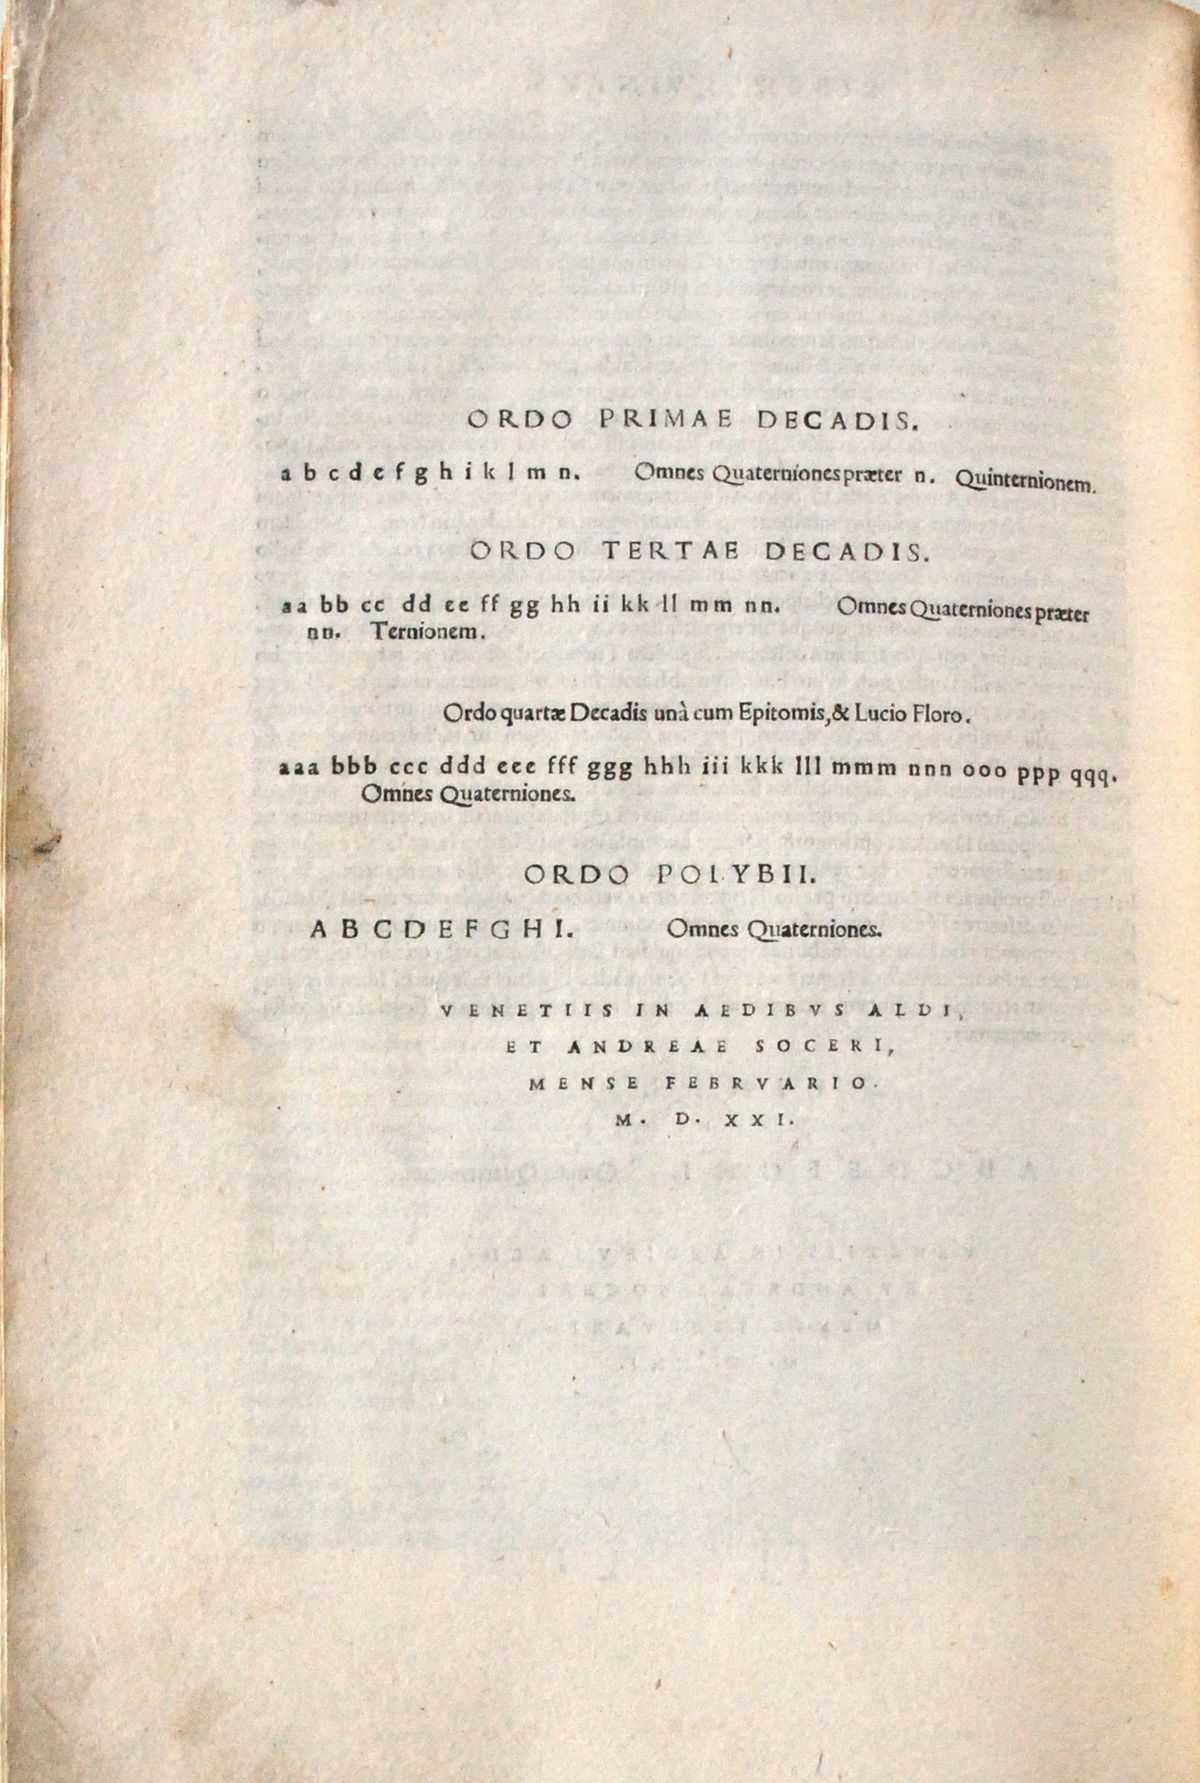 ORDO PRIMAE DECADIS.
a b c d e f g h i k l m n. Omnes Quaterniones præter n. Quinternionem.
ORDO TERTAE DECADIS.
aa bb cc dd ee ff gg hh ii kk ll mm nn. Omnes Quaterniones præter
nn. Ternionem.
Ordo quartæ Decadis unà cum Epitomis, & Lucio Floro.
aaa bbb ccc ddd eee fff ggg hhh iii kkk lll mmm nnn ooo ppp qqq.
Omnes Quaterniones.
ORDO POLYBII.
A B C D E F G H I. Omnes Quaterniones.
VENETIIS IN AEDIBVS ALDI,
ET ANDREAE SOCERI,
MENSE FEBRVARIO.
M. D. XXI.